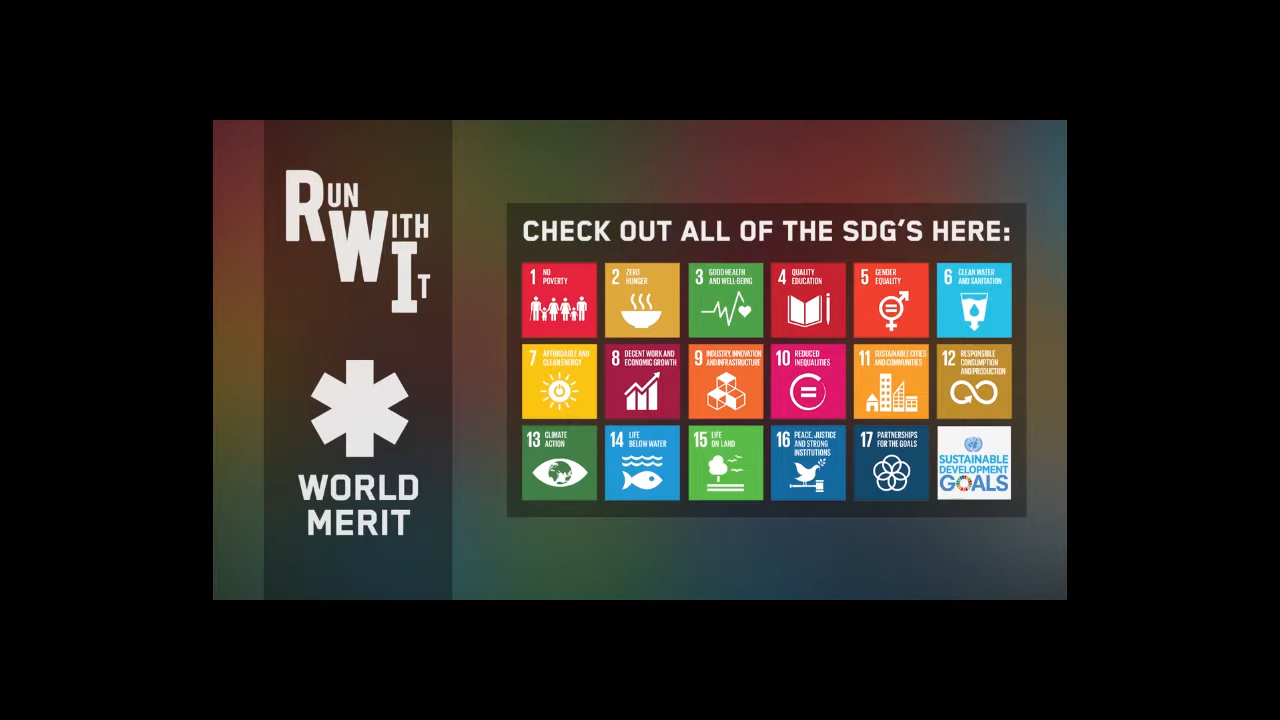 RUN
WITH
IT
WORLD
MERIT
CHECK OUT ALL OF THE SDG'S HERE:
1 NO
POVERTY
2 ZERO
HUNGER
3 GOOD HEALTH
AND WELL-BEING
4 QUALITY
EDUCATION
5 GENDER
EQUALITY
6 CLEAN WATER
AND SANITATION
7 AFFORDABLE AND
CLEAN ENERGY
8 DECENT WORK AND
ECONOMIC GROWTH
9 INDUSTRY, INNOVATION
AND INFRASTRUCTURE
10 REDUCED
INEQUALITIES
11 SUSTAINABLE CITIES
AND COMMUNITIES
12 RESPONSIBLE
CONSUMPTION
AND PRODUCTION
13 CLIMATE
ACTION
14 LIFE
BELOW WATER
15 LIFE
ON LAND
16 PEACE, JUSTICE
AND STRONG
INSTITUTIONS
17 PARTNERSHIPS
FOR THE GOALS
SUSTAINABLE
DEVELOPMENT
GOALS